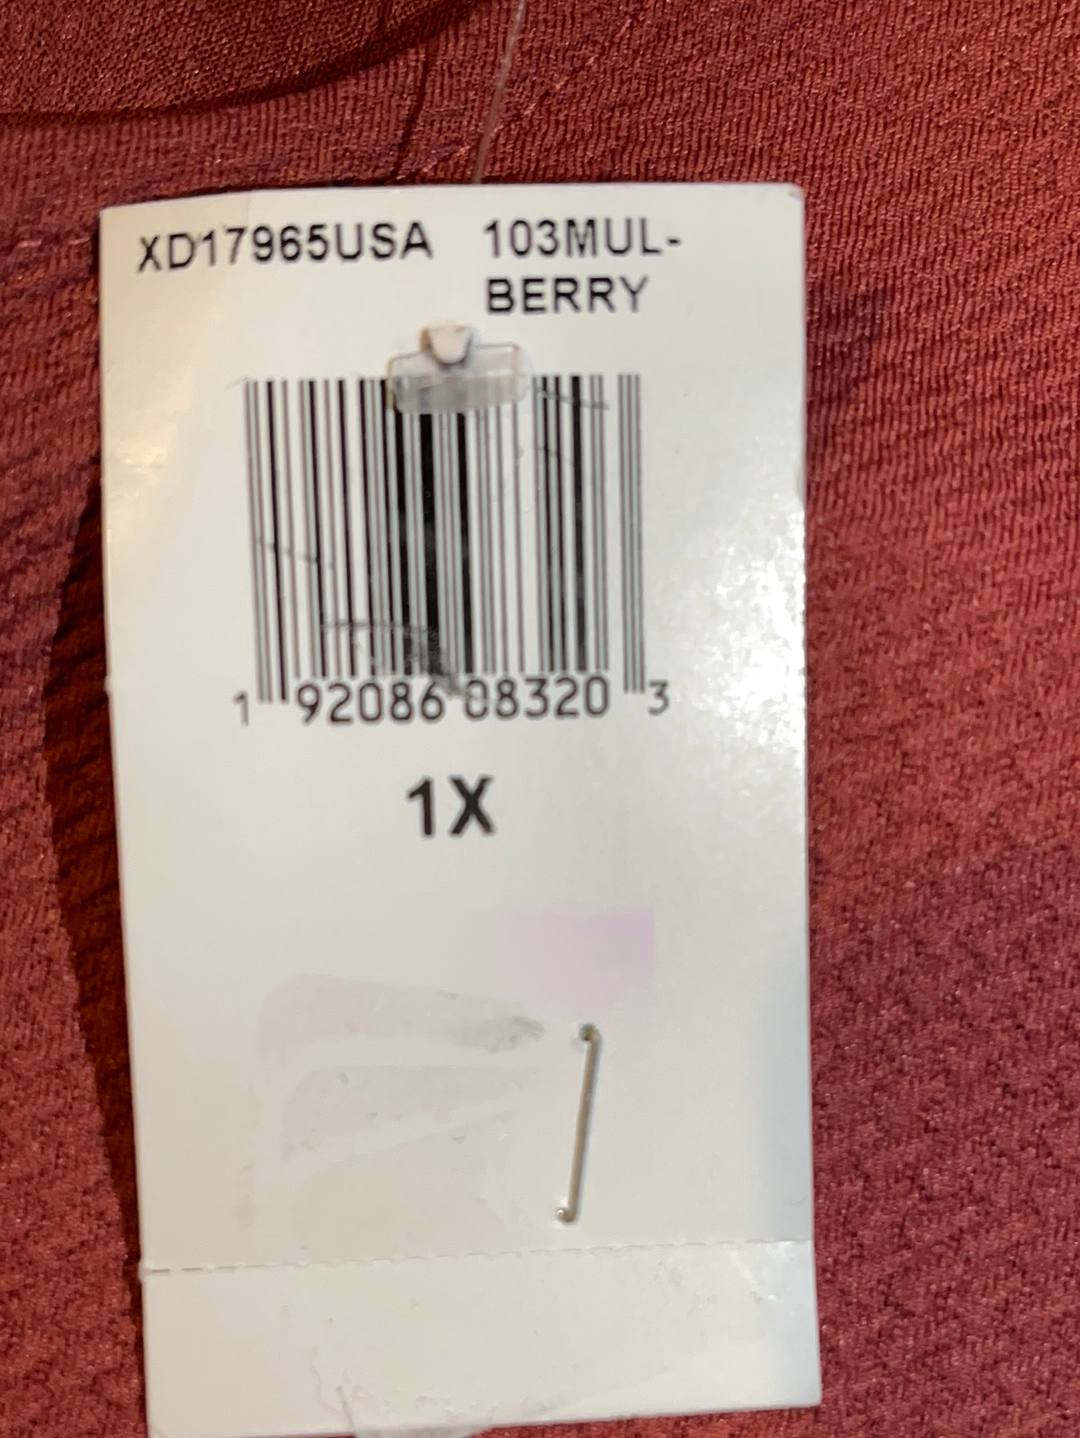 XD17965USA 103MUL-
BERRY
1 92086 08320 3
1X